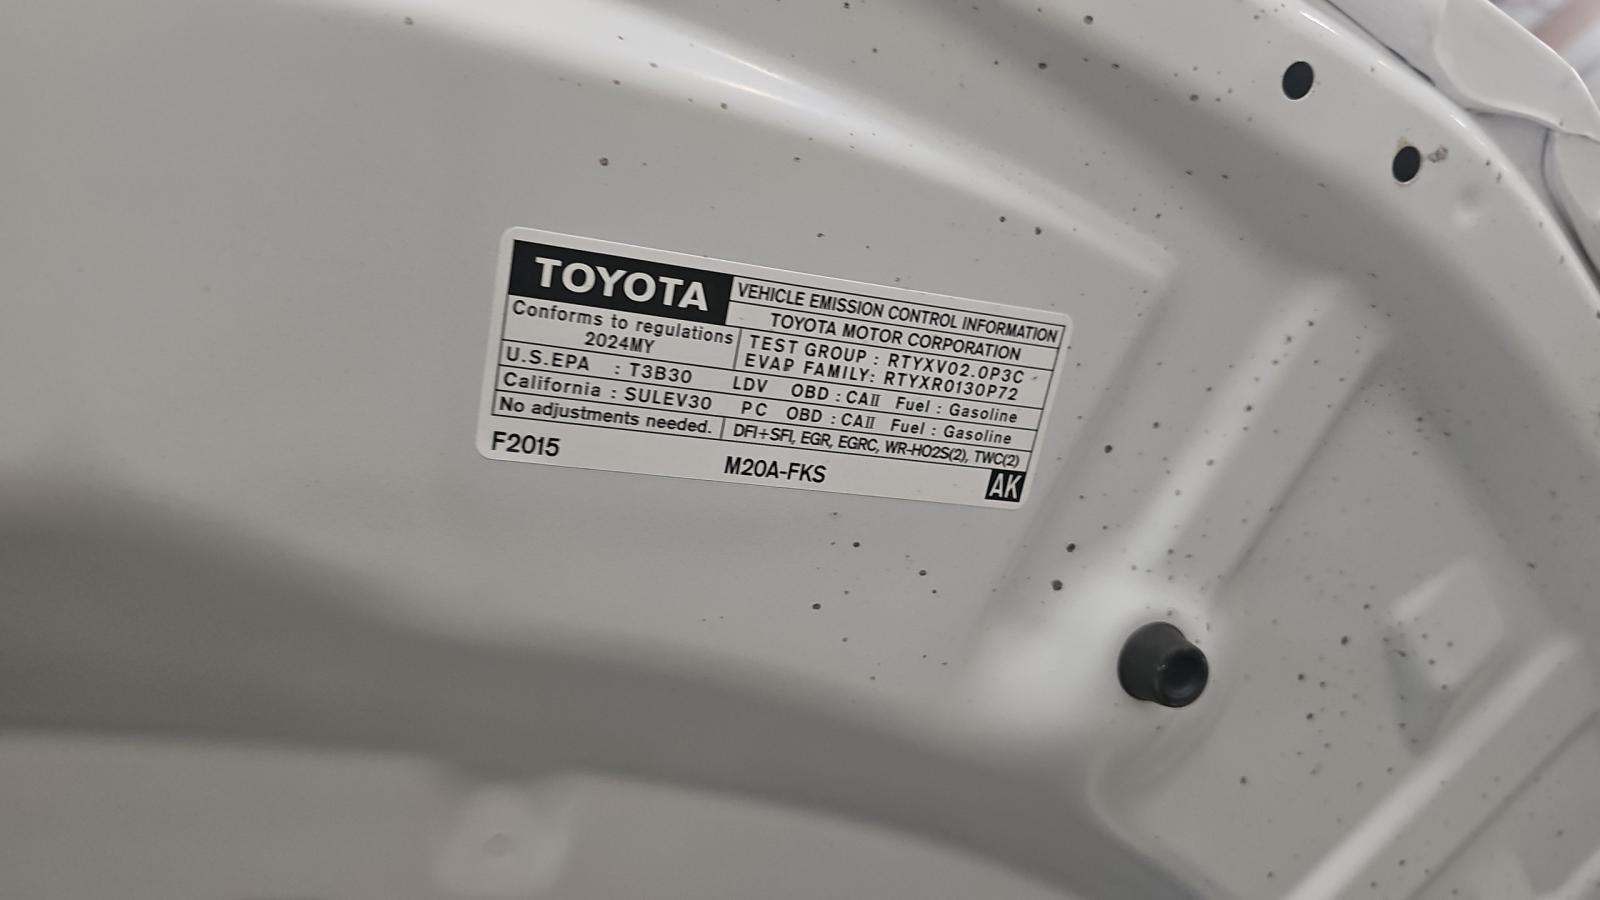 TOYOTA
VEHICLE EMISSION CONTROL INFORMATION
TOYOTA MOTOR CORPORATION
Conforms to regulations
2024MY
TEST GROUP : RTYXV02.0P3C
EVAP FAMILY: RTYXR0130P72
U.S.EPA : T3B30 LDV OBD : CAII Fuel : Gasoline
California : SULEV30 PC OBD : CAII Fuel : Gasoline
No adjustments needed. DFI+SFI, EGR, EGRC, WR-HO2S(2), TWC(2)
F2015 M20A-FKS AK